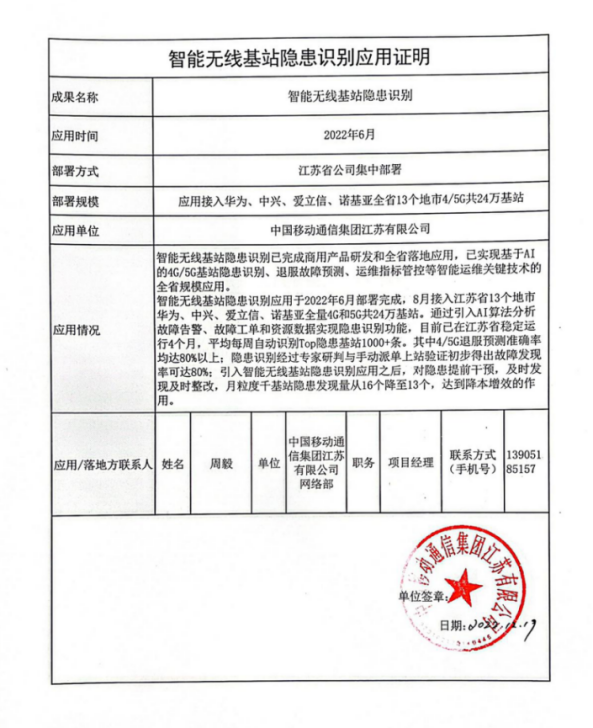 智能无线基站隐患识别应用证明
成果名称
智能无线基站隐患识别
应用时间
2022年6月
部署方式
江苏省公司集中部署
部署规模
应用接入华为、中兴、爱立信、诺基亚全省13个地市4/5G共24万基站
应用单位
中国移动通信集团江苏有限公司
应用情况
智能无线基站隐患识别已完成商用产品研发和全省落地应用，已实现基于AI
的4G/5G基站隐患识别、退服故障预测、运维指标管控等智能运维关键技术的
全省规模应用。
智能无线基站隐患识别应用于2022年6月部署完成，8月接入江苏省13个地市
华为、中兴、爱立信、诺基亚全量4G和5G共24万基站。通过引入AI算法分析
故障告警、故障工单和资源数据实现隐患识别功能，目前已在江苏省稳定运
行4个月，平均每周自动识别Top隐患基站1000+条。其中4/5G退服预测准确率
均达80%以上；隐患识别经过专家研判与手动派单上站验证初步得出故障发现
率可达80%；引入智能无线基站隐患识别应用之后，对隐患提前干预，及时发
现及时整改，月粒度千基站隐患发现量从16个降至13个，达到降本增效的作
用。
应用/落地方联系人
姓名
周毅
单位
中国移动通
信集团江苏
有限公司
网络部
职务
项目经理
联系方式
（手机号）
139051
85157
移动通信集团江苏有限公司
单位签章：
日期：2022.12.19